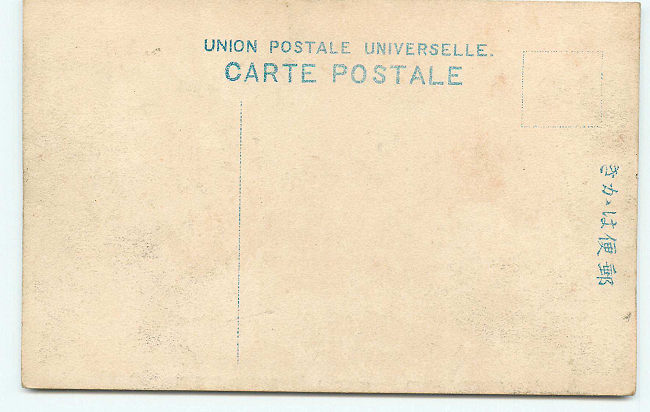 UNION POSTALE UNIVERSELLE.
CARTE POSTALE
郵便はがき